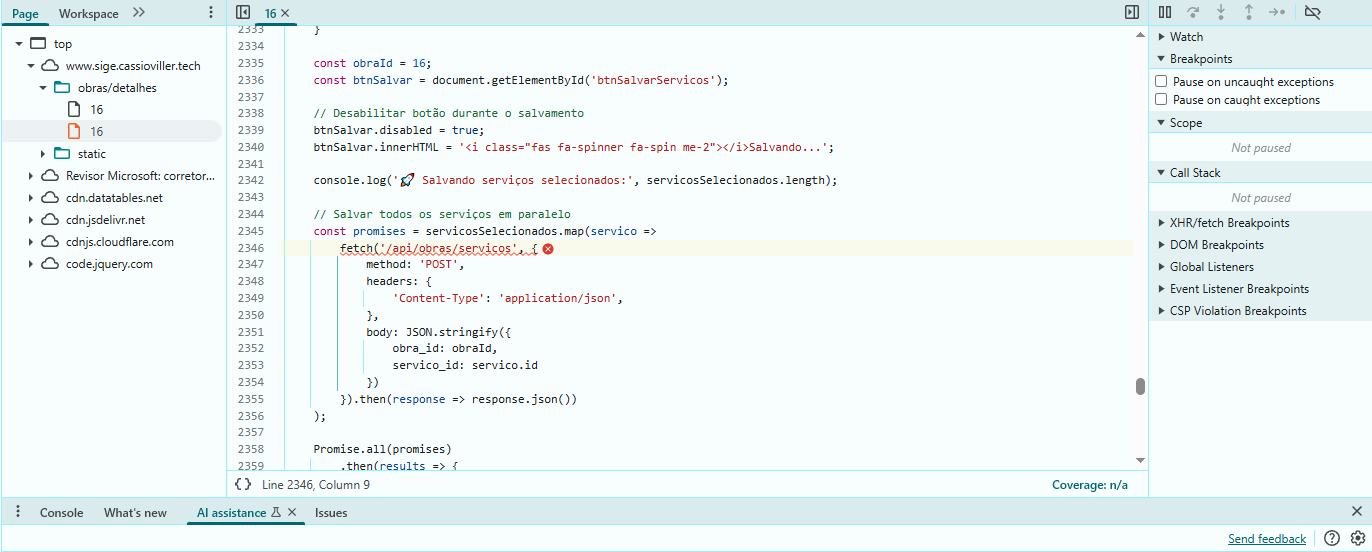 Page
Workspace
16
top
www.sige.cassioviller.tech
obras/detalhes
16
16
static
Revisor Microsoft: corretor...
cdn.datatables.net
cdn.jsdelivr.net
cdnjs.cloudflare.com
code.jquery.com
2333 }
2334
2335 const obraId = 16;
2336 const btnSalvar = document.getElementById('btnSalvarServicos');
2337
2338 // Desabilitar botão durante o salvamento
2339 btnSalvar.disabled = true;
2340 btnSalvar.innerHTML = '<i class="fas fa-spinner fa-spin me-2"></i>Salvando...';
2341
2342 console.log('🚀 Salvando serviços selecionados:', servicosSelecionados.length);
2343
2344 // Salvar todos os serviços em paralelo
2345 const promises = servicosSelecionados.map(servico =>
2346 fetch('/api/obras/servicos', {
2347 method: 'POST',
2348 headers: {
2349 'Content-Type': 'application/json',
2350 },
2351 body: JSON.stringify({
2352 obra_id: obraId,
2353 servico_id: servico.id
2354 })
2355 }).then(response => response.json())
2356 );
2357
2358 Promise.all(promises)
2359 .then(results => {
{} Line 2346, Column 9
Coverage: n/a
Watch
Breakpoints
Pause on uncaught exceptions
Pause on caught exceptions
Scope
Not paused
Call Stack
Not paused
XHR/fetch Breakpoints
DOM Breakpoints
Global Listeners
Event Listener Breakpoints
CSP Violation Breakpoints
Console
What's new
AI assistance
Issues
Send feedback